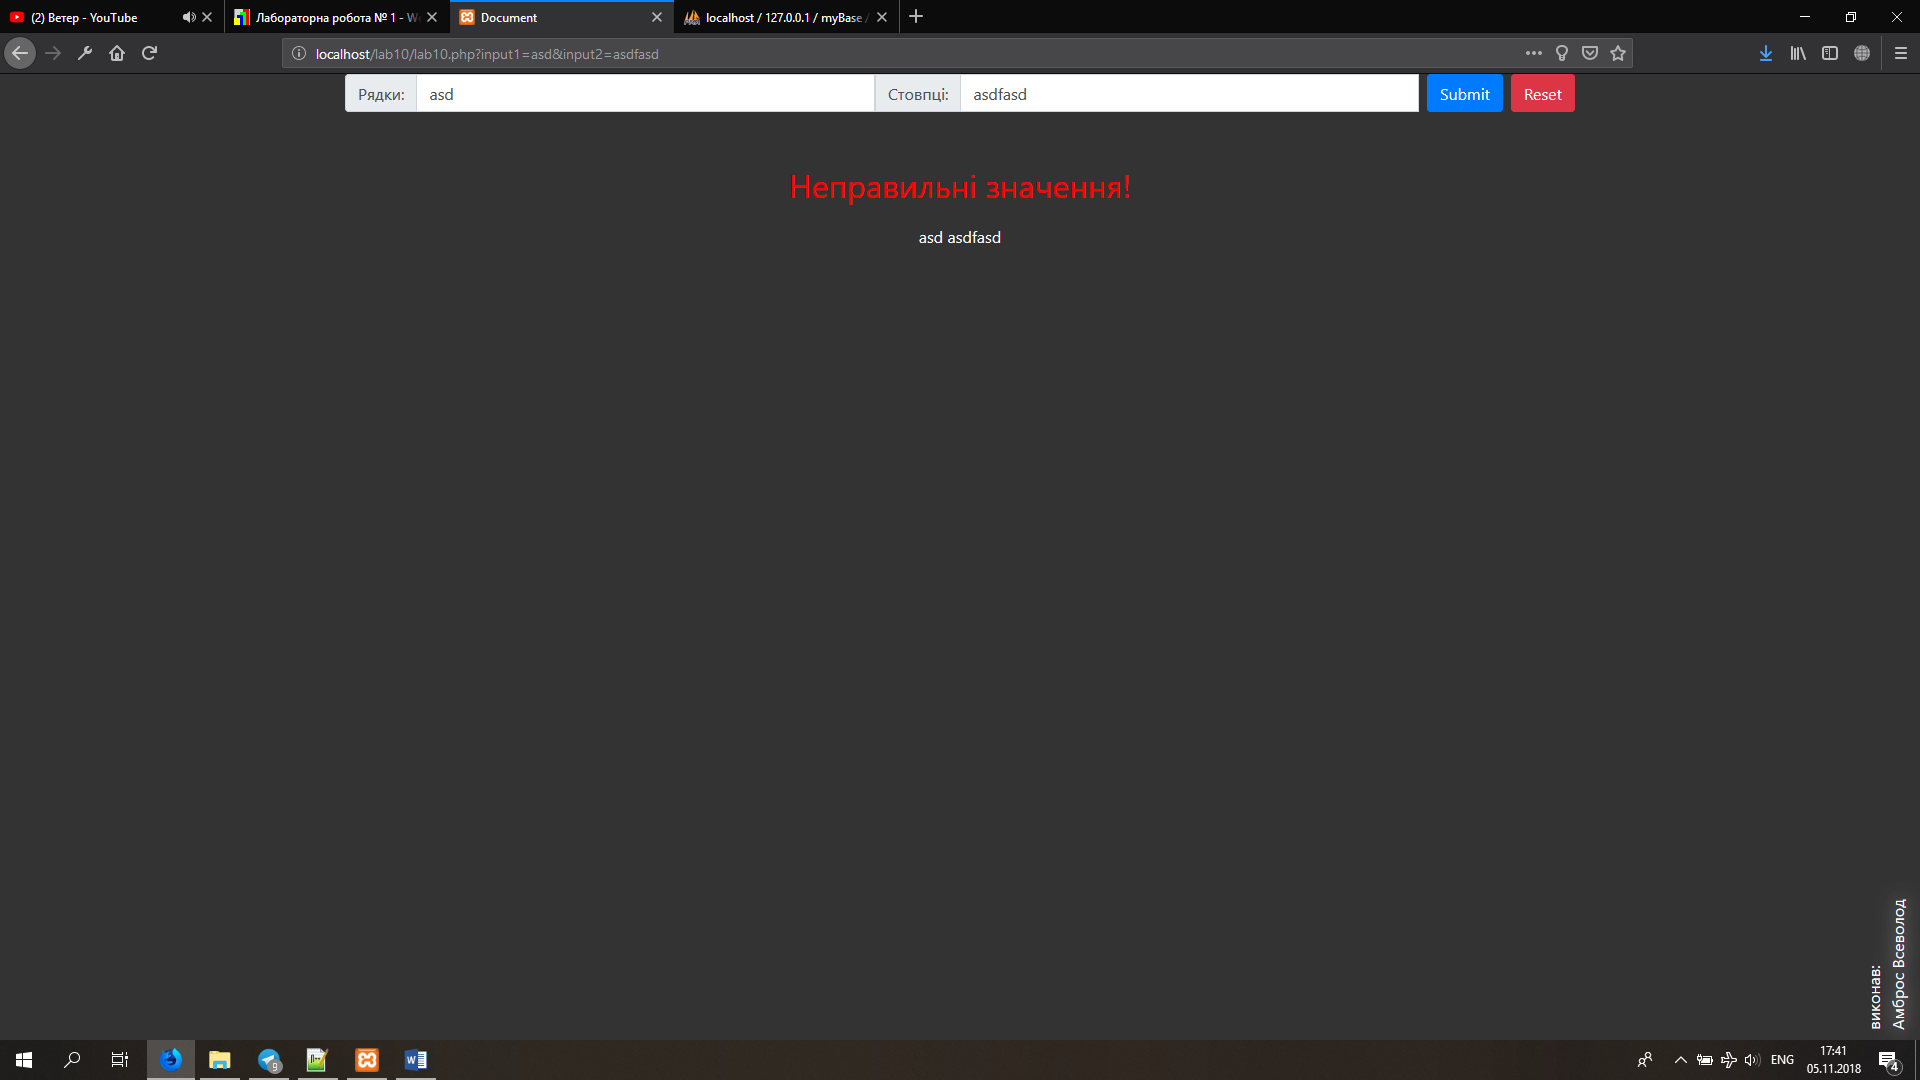 (2) Ветер - YouTube
Лабораторна робота № 1 - W
Document
localhost / 127.0.0.1 / myBase /
localhost/lab10/lab10.php?input1=asd&input2=asdfasd
Рядки: asd Стовпці: asdfasd Submit Reset
Неправильні значення!
asd asdfasd
виконав:
Амброс Всеволод
9
ENG
17:41
05.11.2018
4